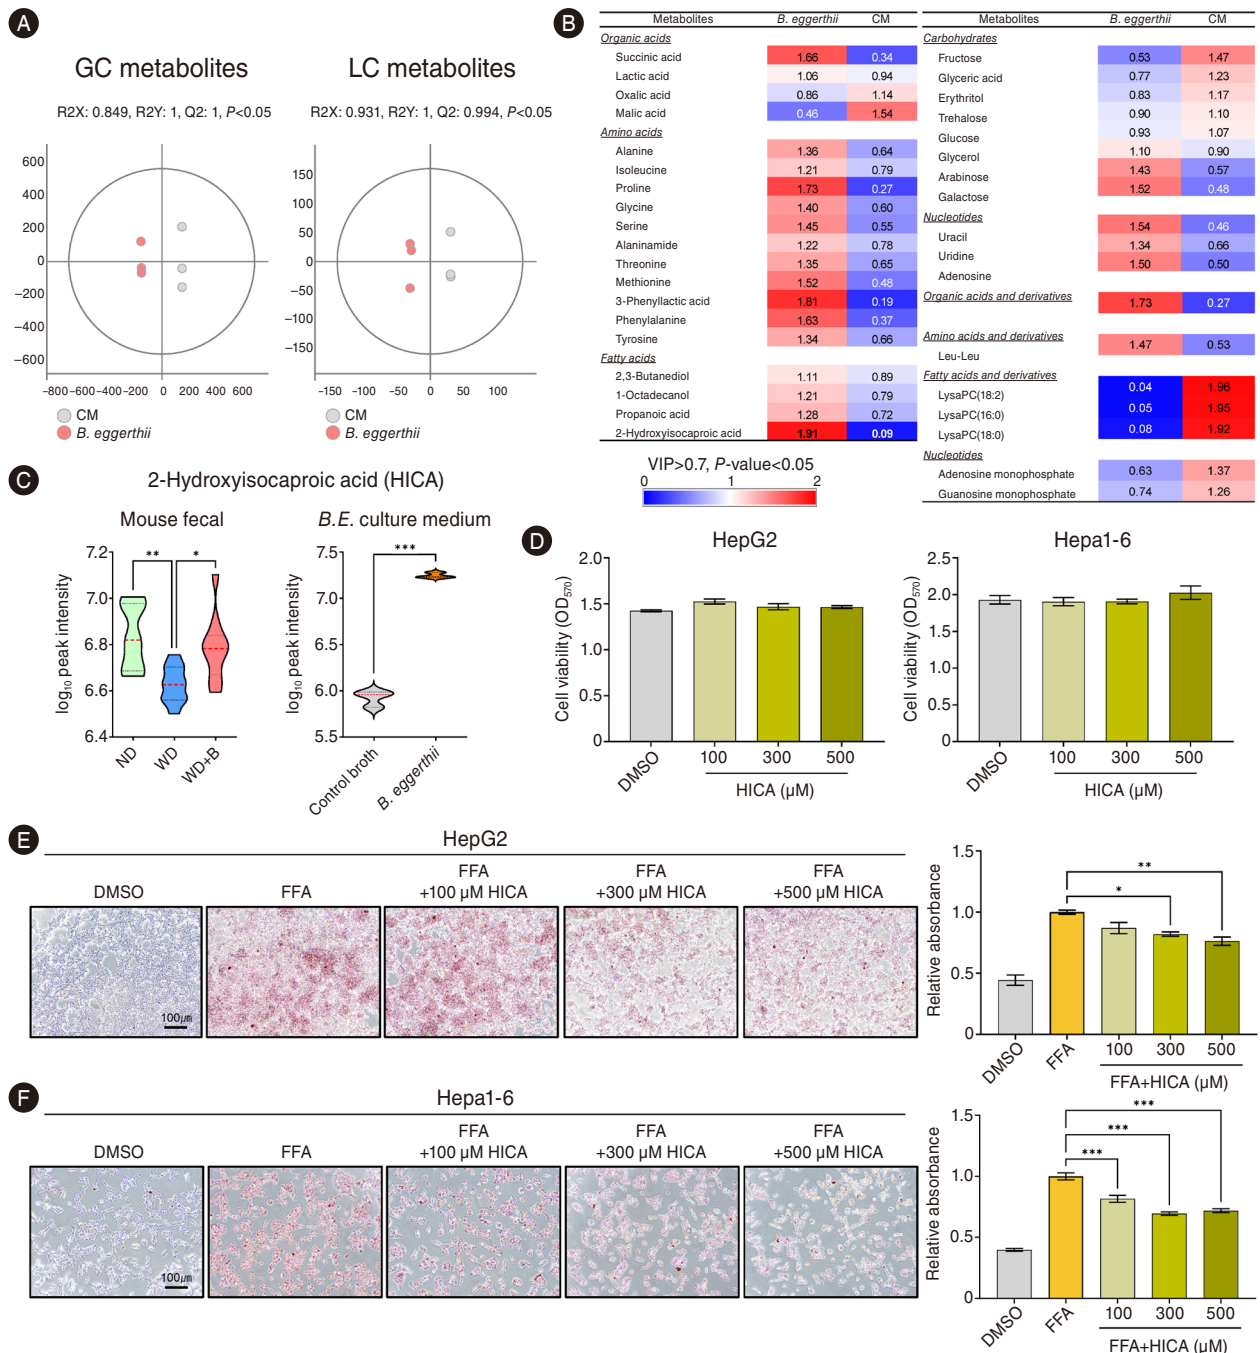 A
GC metabolites
R2X: 0.849, R2Y: 1, Q2: 1, P<0.05
600
400
200
0
−200
−400
−600
−800 −600 −400 −200 0 200 400 600
CM
B. eggerthii
LC metabolites
R2X: 0.931, R2Y: 1, Q2: 0.994, P<0.05
150
100
50
0
−50
−100
−150
−100 −50 0 50 100
CM
B. eggerthii
B
Metabolites B. eggerthii CM
Organic acids
Succinic acid 1.66 0.34
Lactic acid 1.06 0.94
Oxalic acid 0.86 1.14
Malic acid 0.46 1.54
Amino acids
Alanine 1.36 0.64
Isoleucine 1.21 0.79
Proline 1.73 0.27
Glycine 1.40 0.60
Serine 1.45 0.55
Alaninamide 1.22 0.78
Threonine 1.35 0.65
Methionine 1.52 0.48
3-Phenyllactic acid 1.81 0.19
Phenylalanine 1.63 0.37
Tyrosine 1.34 0.66
Fatty acids
2,3-Butanediol 1.11 0.89
1-Octadecanol 1.21 0.79
Propanoic acid 1.28 0.72
2-Hydroxyisocaproic acid 1.91 0.09
Metabolites B. eggerthii CM
Carbohydrates
Fructose 0.53 1.47
Glyceric acid 0.77 1.23
Erythritol 0.83 1.17
Trehalose 0.90 1.10
Glucose 0.93 1.07
Glycerol 1.10 0.90
Arabinose 1.43 0.57
Galactose 1.52 0.48
Nucleotides
Uracil 1.54 0.46
Uridine 1.34 0.66
Adenosine 1.50 0.50
Organic acids and derivatives
1.73 0.27
Amino acids and derivatives
Leu-Leu 1.47 0.53
Fatty acids and derivatives
LysaPC(18:2) 0.04 1.96
LysaPC(16:0) 0.05 1.95
LysaPC(18:0) 0.08 1.92
Nucleotides
Adenosine monophosphate 0.63 1.37
Guanosine monophosphate 0.74 1.26
VIP>0.7, P-value<0.05
0 1 2
C
2-Hydroxyisocaproic acid (HICA)
Mouse fecal
log10 peak intensity
7.2
7.0
6.8
6.6
6.4
** *
ND WD WD+B
B.E. culture medium
log10 peak intensity
7.5
7.0
6.5
6.0
5.5
***
Control broth B. eggerthii
D
HepG2
Cell viability (OD570)
2.0
1.5
1.0
0.5
0
DMSO 100 300 500
HICA (µM)
Hepa1-6
Cell viability (OD570)
2.5
2.0
1.5
1.0
0.5
0
DMSO 100 300 500
HICA (µM)
E
HepG2
DMSO
FFA
FFA
+100 µM HICA
FFA
+300 µM HICA
FFA
+500 µM HICA
100µm
Relative absorbance
1.5
1.0
0.5
0
**
*
DMSO FFA 100 300 500
FFA+HICA (µM)
F
Hepa1-6
DMSO
FFA
FFA
+100 µM HICA
FFA
+300 µM HICA
FFA
+500 µM HICA
100µm
Relative absorbance
1.5
1.0
0.5
0
***
***
***
DMSO FFA 100 300 500
FFA+HICA (µM)